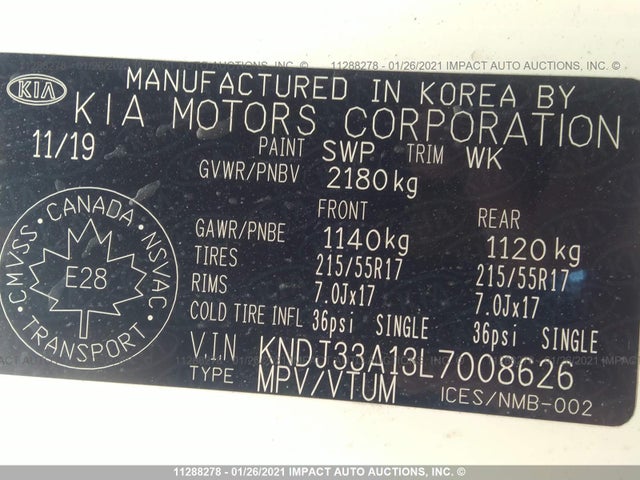 11288278 - 01/26/2021 IMPACT AUTO AUCTIONS, INC.
KIA
MANUFACTURED IN KOREA BY
KIA MOTORS CORPORATION
11/19
PAINT SWP TRIM WK
GVWR/PNBV 2180kg
FRONT REAR
GAWR/PNBE 1140kg 1120kg
TIRES 215/55R17 215/55R17
RIMS 7.0Jx17 7.0Jx17
COLD TIRE INFL 36psi SINGLE 36psi SINGLE
CMVSS · CANADA · NSVAC
E28
· TRANSPORT ·
VIN KNDJ33A13L7008626
TYPE MPV/VTUM
ICES/NMB-002
11288278 - 01/26/2021 IMPACT AUTO AUCTIONS, INC.